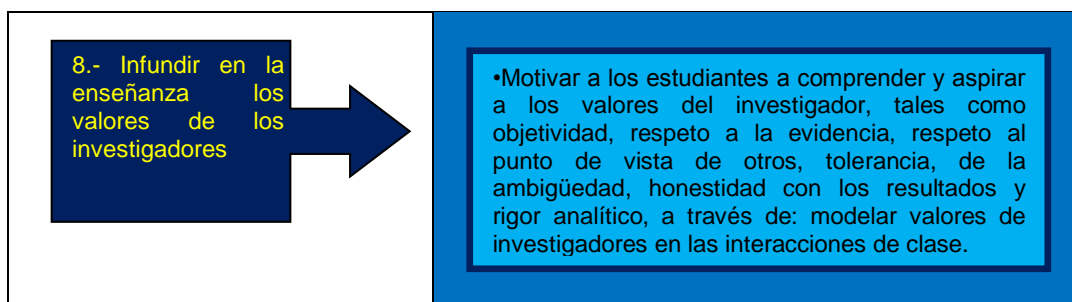 8.- Infundir en la
enseñanza los
valores de los
investigadores
•Motivar a los estudiantes a comprender y aspirar
a los valores del investigador, tales como
objetividad, respeto a la evidencia, respeto al
punto de vista de otros, tolerancia, de la
ambigüedad, honestidad con los resultados y
rigor analítico, a través de: modelar valores de
investigadores en las interacciones de clase.